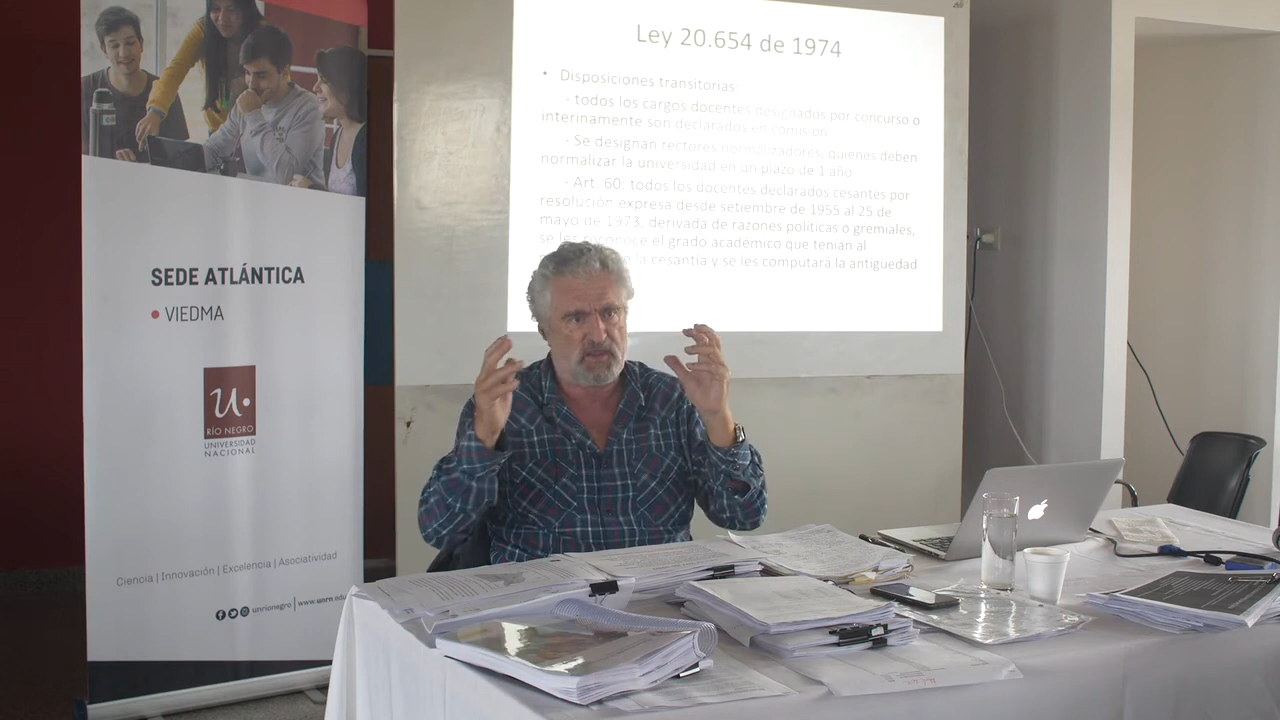 Ley 20.654 de 1974
• Disposiciones transitorias:
- todos los cargos docentes designados por concurso o
interinamente son declarados en comisión
- Se designan rectores normalizadores, quienes deben
normalizar la universidad en un plazo de 1 año
- Art. 60: todos los docentes declarados cesantes por
resolución expresa desde setiembre de 1955 al 25 de
mayo de 1973, derivada de razones políticas o gremiales,
se les reconoce el grado académico que tenían al
la cesantía y se les computará la antigüedad
SEDE ATLÁNTICA
• VIEDMA
u.
RÍO NEGRO
UNIVERSIDAD
NACIONAL
Ciencia | Innovación | Excelencia | Asociatividad
unrionegro | www.unrn.edu